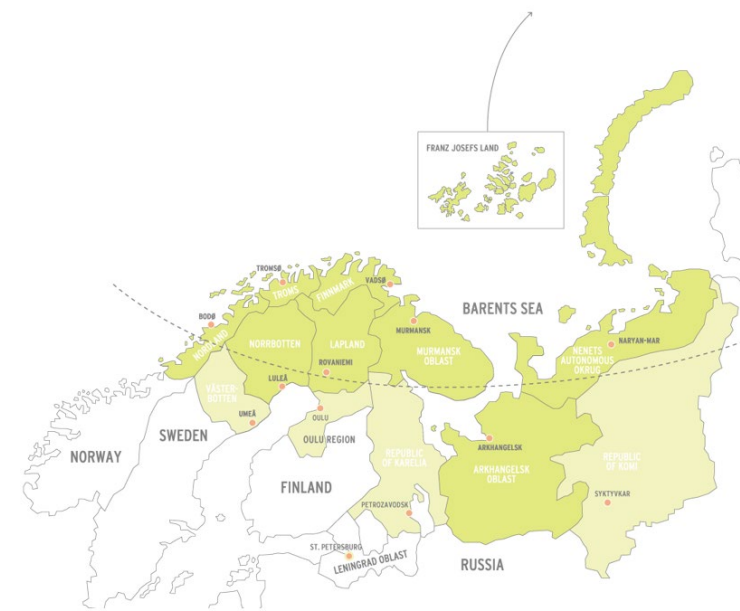 FRANZ JOSEFS LAND
TROMSØ
TROMS
FINNMARK
VADSØ
BARENTS SEA
BODØ
NORDLAND
MURMANSK
NORRBOTTEN
LAPLAND
MURMANSK
OBLAST
NARYAN-MAR
NENETS
AUTONOMOUS
OKRUG
ROVANIEMI
LULEÅ
VÄSTER-
BOTTEN
UMEÅ
OULU
OULU REGION
SWEDEN
NORWAY
ARKHANGELSK
REPUBLIC
OF KARELIA
ARKHANGELSK
OBLAST
REPUBLIC
OF KOMI
FINLAND
SYKTYVKAR
PETROZAVODSK
ST. PETERSBURG
LENINGRAD OBLAST
RUSSIA